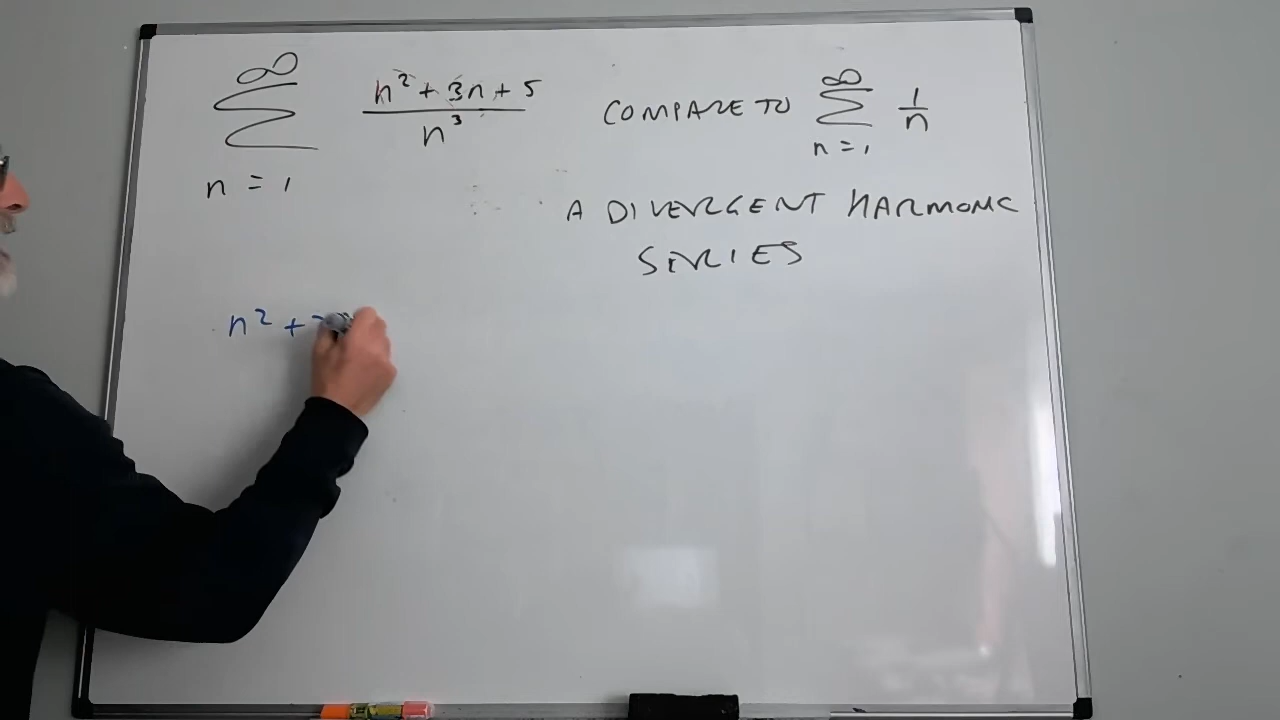 ∞ ∑ n = 1 n² + 3n + 5 / n³ COMPARE TO ∞ ∑ n = 1 1/n
A DIVERGENT HARMONIC
SERIES
n² +